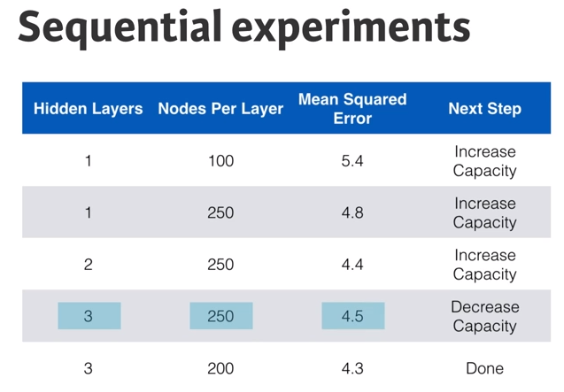 Sequential experiments
Hidden Layers Nodes Per Layer Mean Squared Error Next Step
1 100 5.4 Increase Capacity
1 250 4.8 Increase Capacity
2 250 4.4 Increase Capacity
3 250 4.5 Decrease Capacity
3 200 4.3 Done